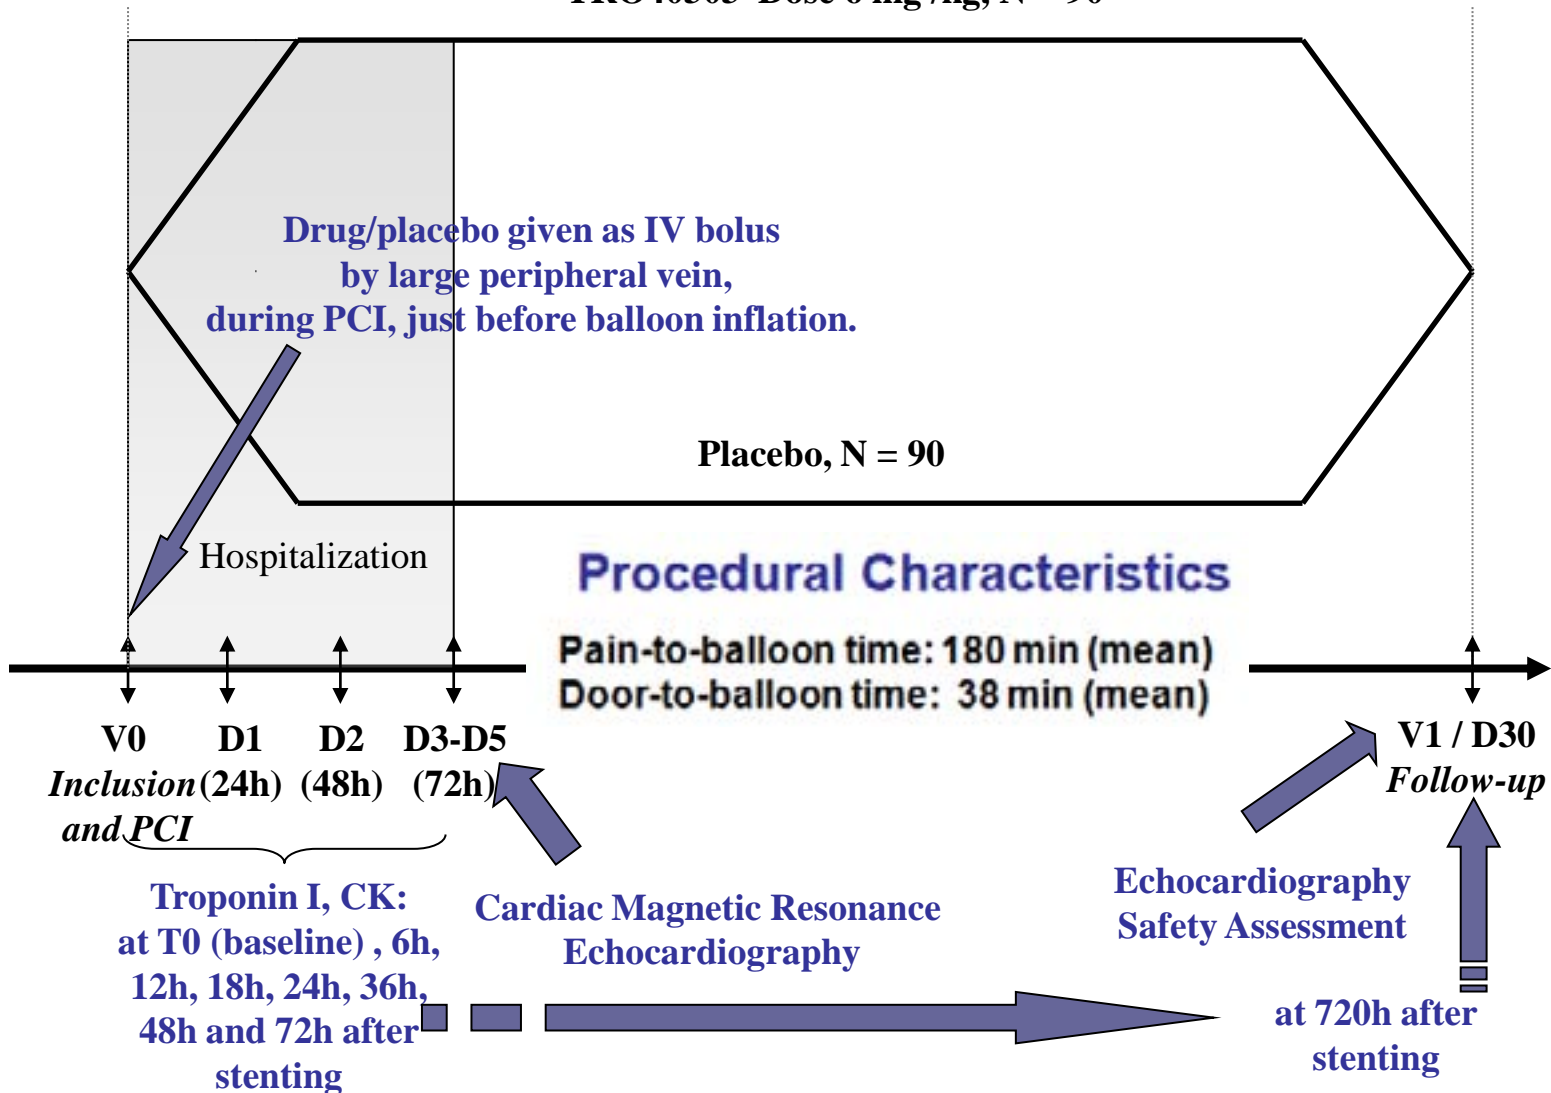 Drug/placebo given as IV bolus
by large peripheral vein,
during PCI, just before balloon inflation.
Placebo, N = 90
Hospitalization
Procedural Characteristics
Pain-to-balloon time: 180 min (mean)
Door-to-balloon time: 38 min (mean)
V0 D1 D2 D3-D5 V1 / D30
Inclusion (24h) (48h) (72h) Follow-up
and PCI
Troponin I, CK:
at T0 (baseline) , 6h,
12h, 18h, 24h, 36h,
48h and 72h after
stenting
Cardiac Magnetic Resonance
Echocardiography
Echocardiography
Safety Assessment
at 720h after
stenting